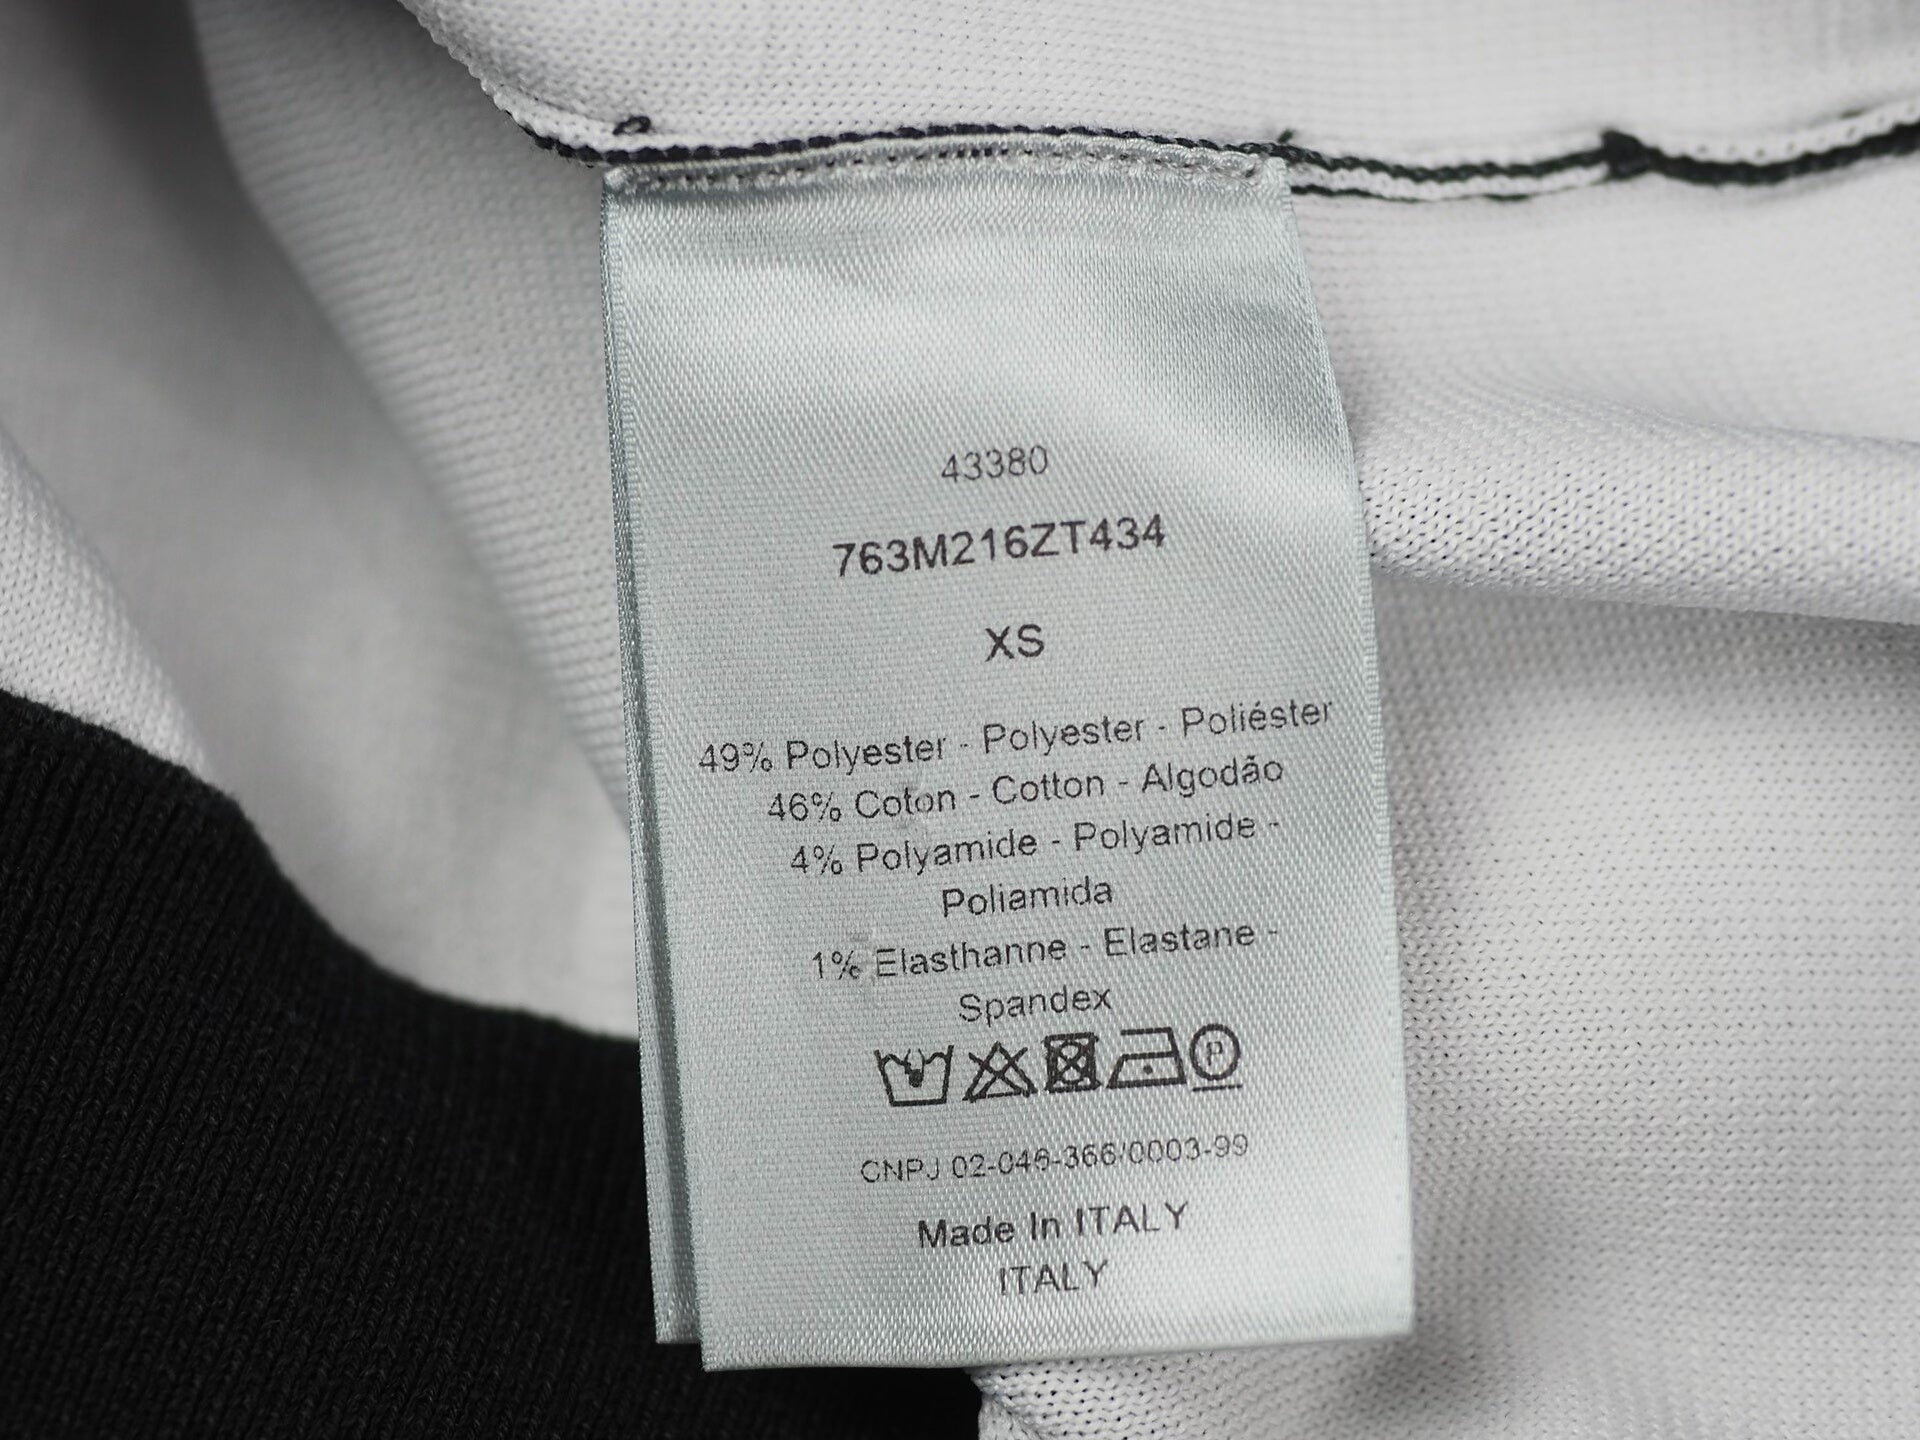 43380
763M216ZT434
XS
49% Polyester - Polyester - Poliéster
46% Coton - Cotton - Algodão
4% Polyamide - Polyamide -
Poliamida
1% Elasthanne - Elastane -
Spandex
P
CNPJ 02-046-366/0003-99
Made In ITALY
ITALY